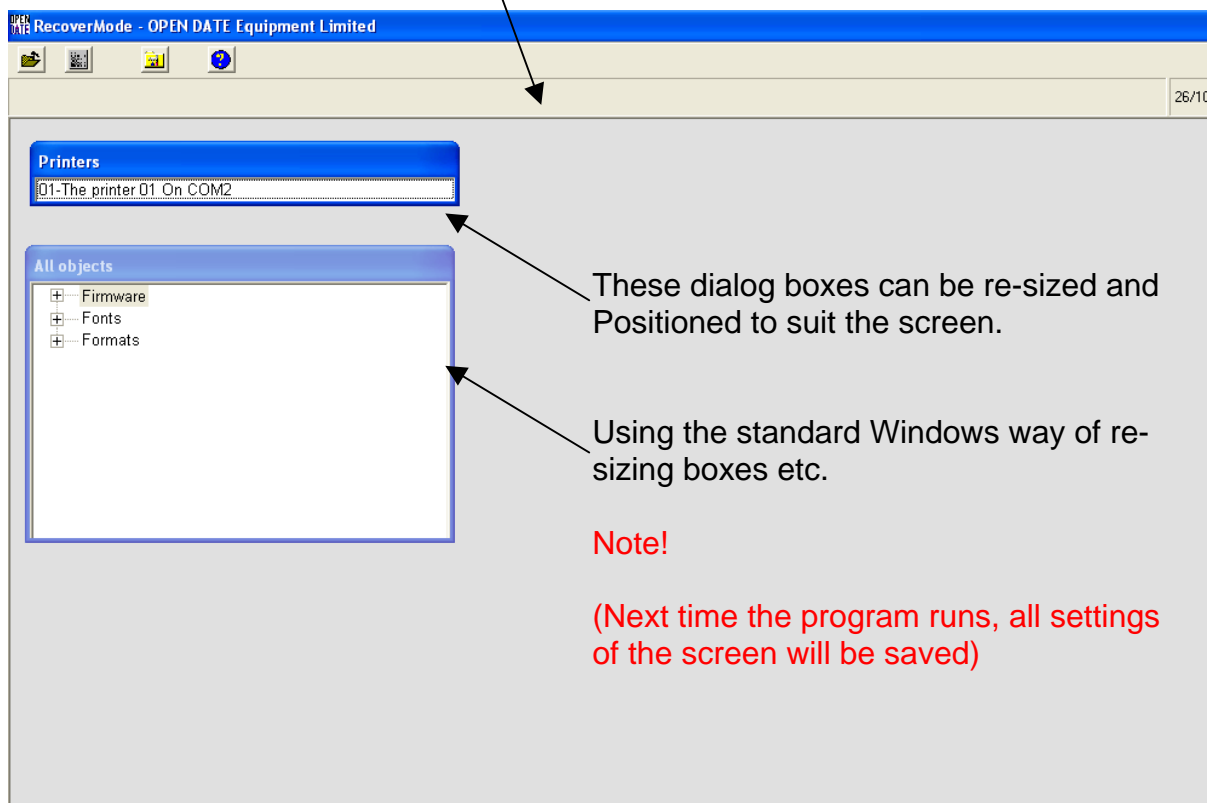 OPEN DATE RecoverMode - OPEN DATE Equipment Limited
26/10
Printers
01-The printer 01 On COM2
All objects
Firmware
Fonts
Formats
These dialog boxes can be re-sized and
Positioned to suit the screen.
Using the standard Windows way of re-
sizing boxes etc.
Note!
(Next time the program runs, all settings
of the screen will be saved)